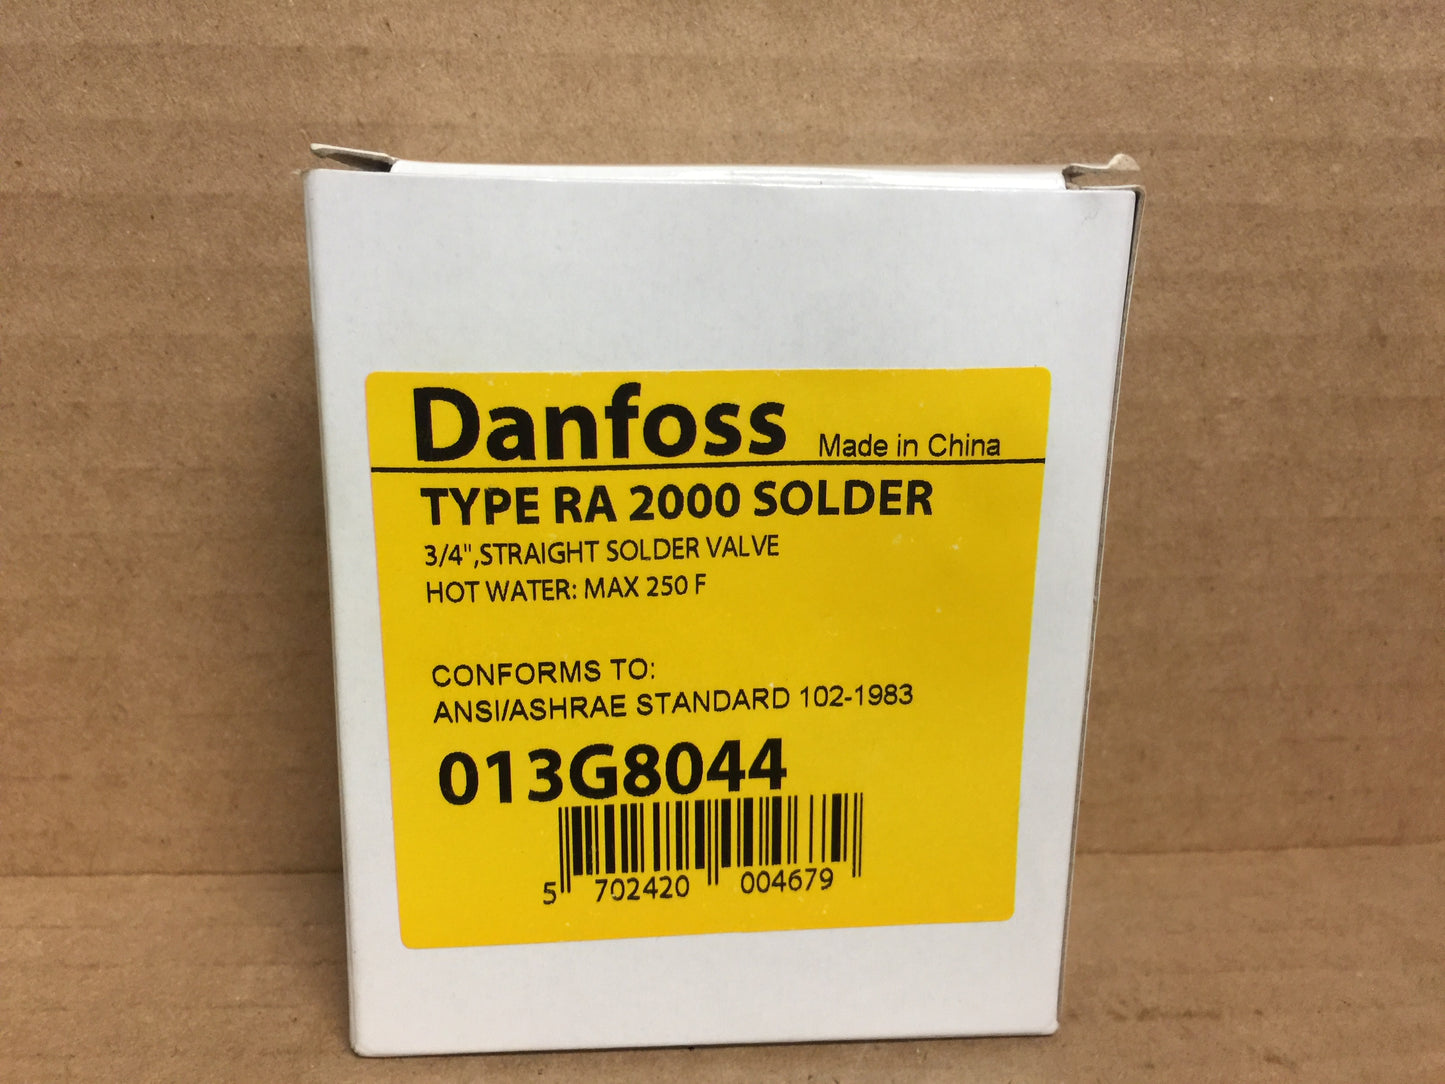 Danfoss Made in China
TYPE RA 2000 SOLDER
3/4",STRAIGHT SOLDER VALVE
HOT WATER: MAX 250 F
CONFORMS TO:
ANSI/ASHRAE STANDARD 102-1983
013G8044
5 702420 004679